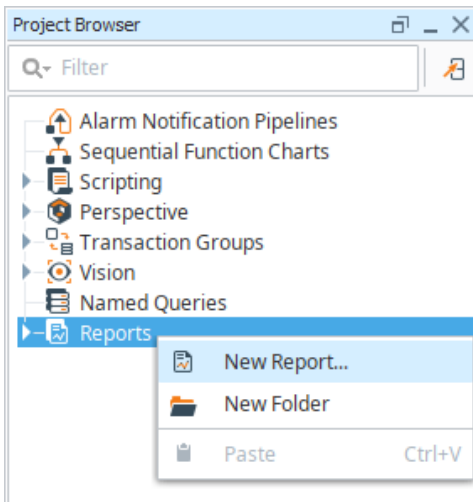 Project Browser
Filter
Alarm Notification Pipelines
Sequential Function Charts
Scripting
Perspective
Transaction Groups
Vision
Named Queries
Reports
New Report...
New Folder
Paste Ctrl+V